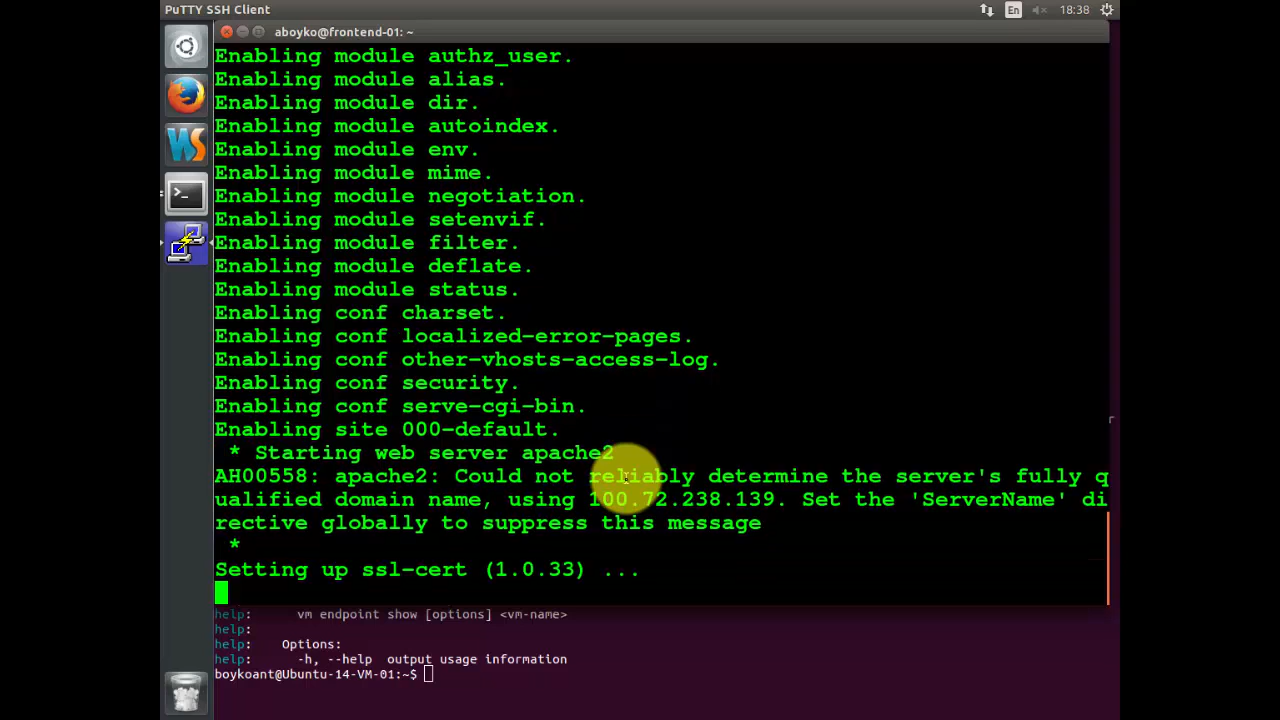 PuTTY SSH Client
En
18:38
aboyko@frontend-01: ~
Enabling module authz_user.
Enabling module alias.
Enabling module dir.
Enabling module autoindex.
Enabling module env.
Enabling module mime.
Enabling module negotiation.
Enabling module setenvif.
Enabling module filter.
Enabling module deflate.
Enabling module status.
Enabling conf charset.
Enabling conf localized-error-pages.
Enabling conf other-vhosts-access-log.
Enabling conf security.
Enabling conf serve-cgi-bin.
Enabling site 000-default.
* Starting web server apache2
AH00558: apache2: Could not reliably determine the server's fully q
ualified domain name, using 100.72.238.139. Set the 'ServerName' di
rective globally to suppress this message
*
Setting up ssl-cert (1.0.33) ...
help: vm endpoint show [options] <vm-name>
help:
help: Options:
help: -h, --help output usage information
boykoant@Ubuntu-14-VM-01:~$